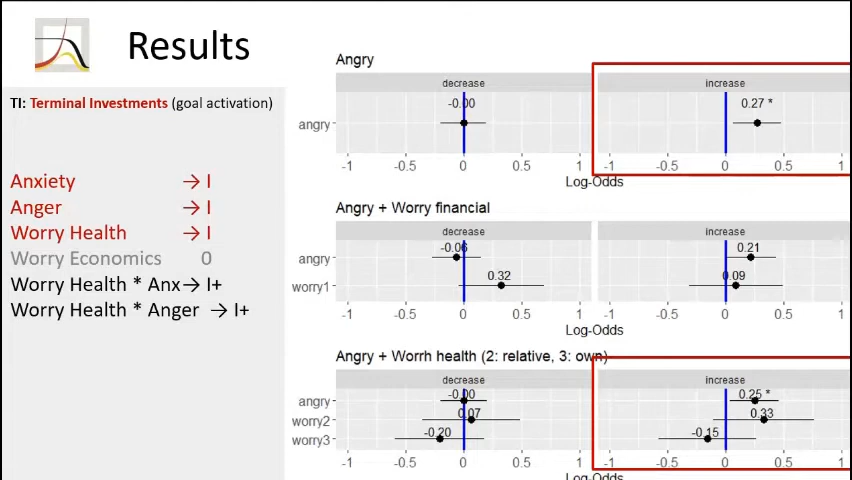 Results
TI: Terminal Investments (goal activation)
Anxiety → I
Anger → I
Worry Health → I
Worry Economics 0
Worry Health * Anx → I+
Worry Health * Anger → I+
Angry
decrease increase
-0.00 0.27 *
angry
-1 -0.5 0 0.5 1 -1 -0.5 0 0.5 1
Log-Odds
Angry + Worry financial
decrease increase
-0.06 0.21
angry
0.32 0.09
worry1
-1 -0.5 0 0.5 1 -1 -0.5 0 0.5 1
Log-Odds
Angry + Worrh health (2: relative, 3: own)
decrease increase
-0.00 0.25 *
angry
0.07 0.33
worry2
-0.20 -0.15
worry3
-1 -0.5 0 0.5 1 -1 -0.5 0 0.5 1
Log-Odds